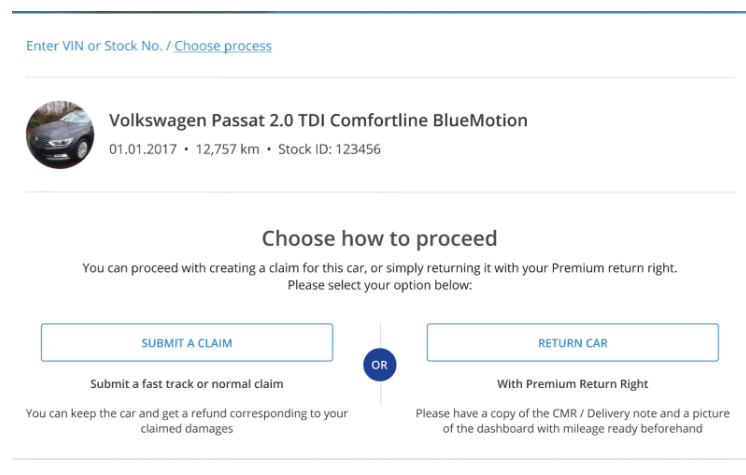 Enter VIN or Stock No. / Choose process
Volkswagen Passat 2.0 TDI Comfortline BlueMotion
01.01.2017 • 12,757 km • Stock ID: 123456
Choose how to proceed
You can proceed with creating a claim for this car, or simply returning it with your Premium return right.
Please select your option below:
SUBMIT A CLAIM
Submit a fast track or normal claim
You can keep the car and get a refund corresponding to your
claimed damages
OR
RETURN CAR
With Premium Return Right
Please have a copy of the CMR / Delivery note and a picture
of the dashboard with mileage ready beforehand